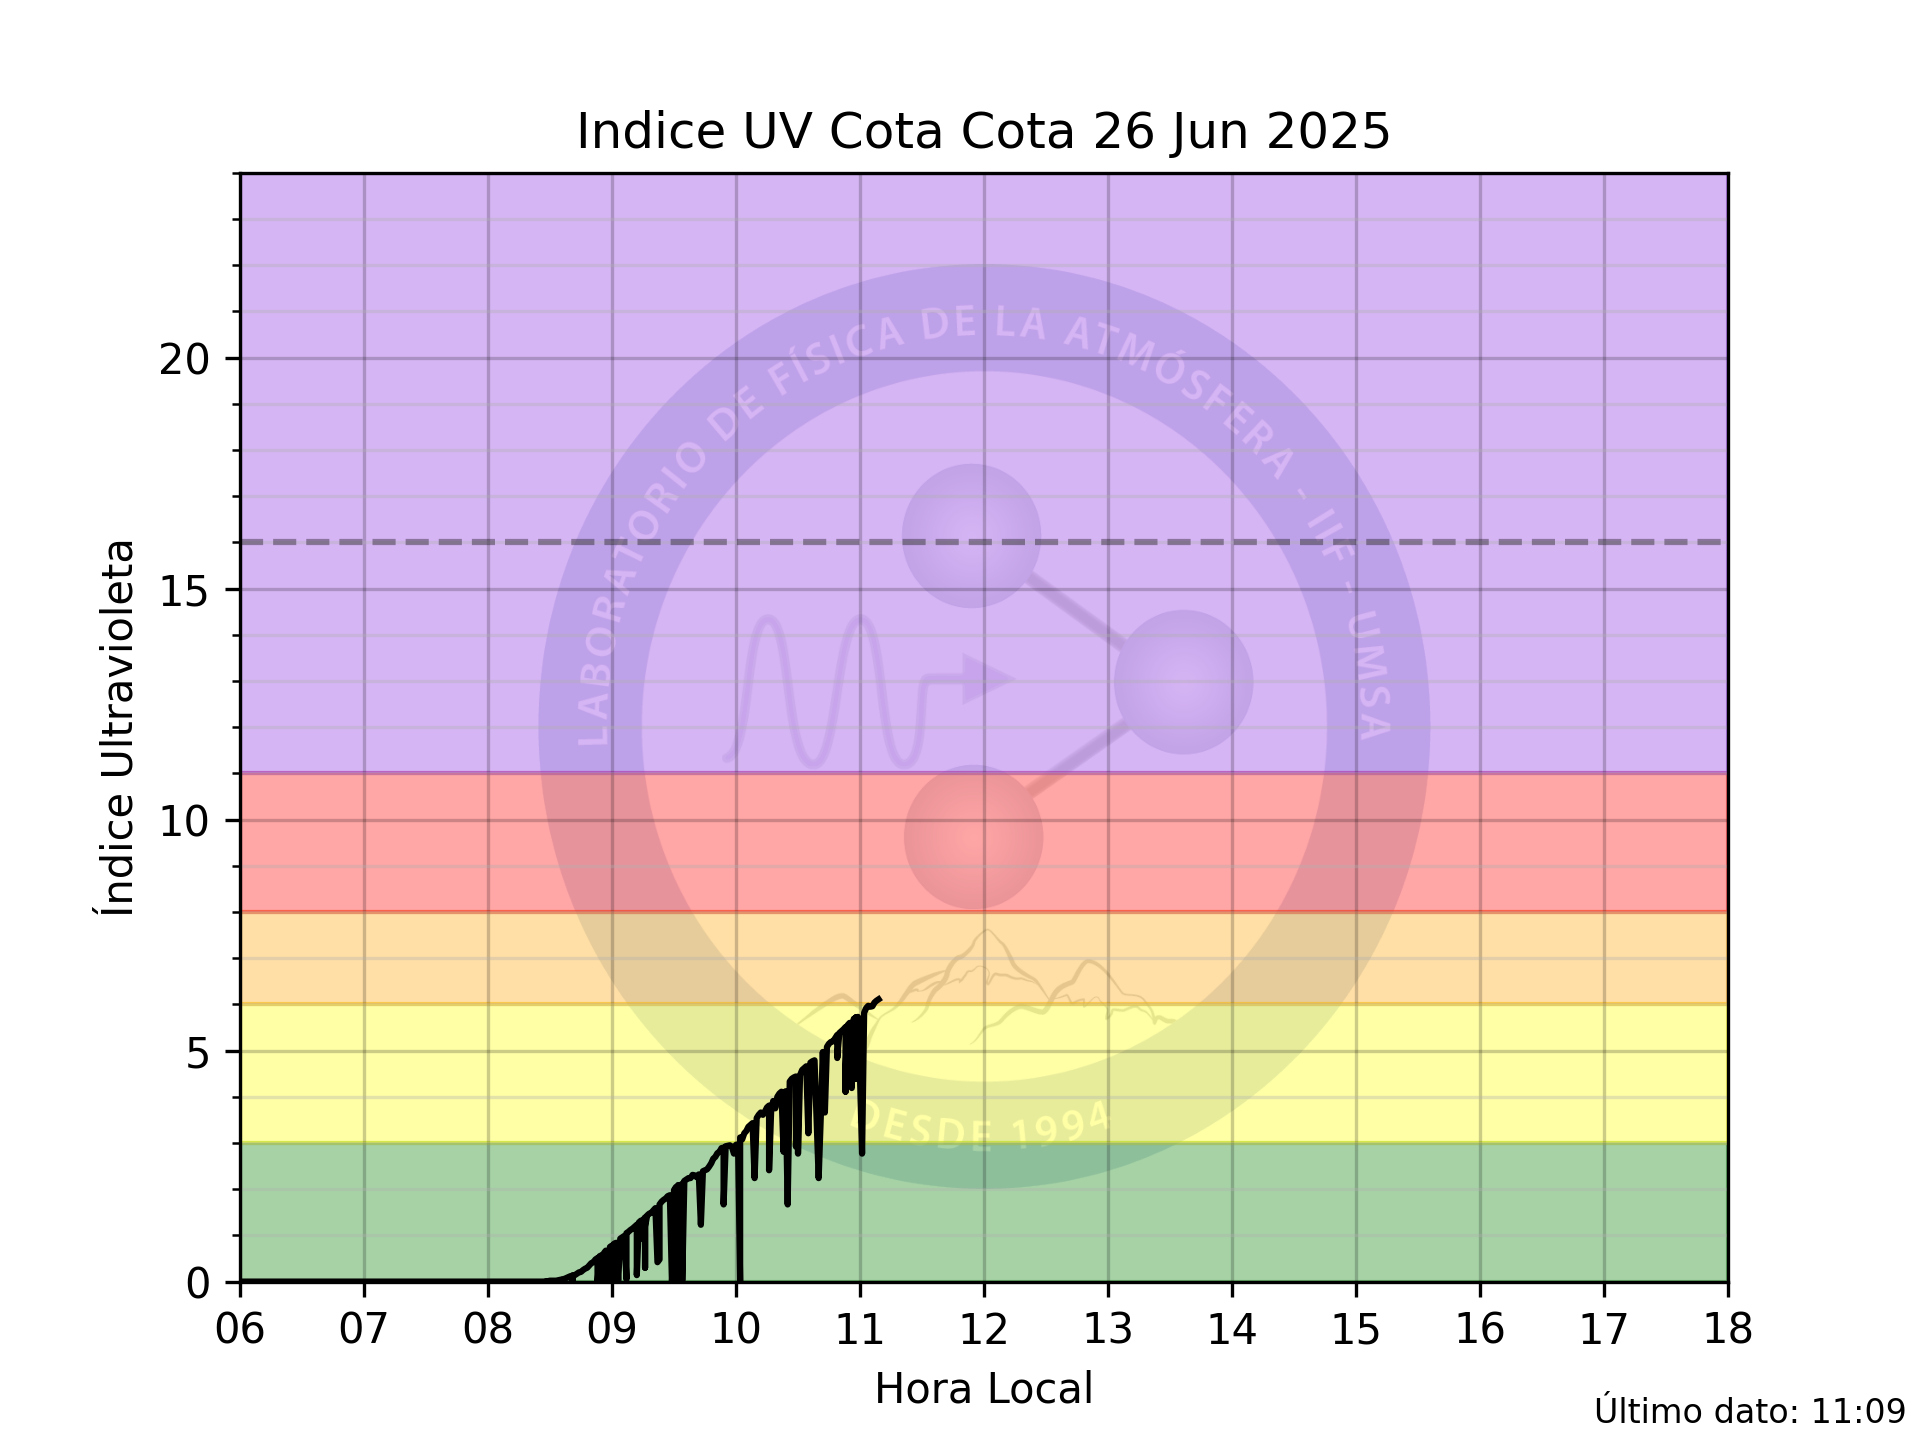 Indice UV Cota Cota 26 Jun 2025
Índice Ultravioleta
20
15
10
5
0
LABORATORIO DE FÍSICA DE LA ATMÓSFERA - IIF - UMSA
DESDE 1994
06 07 08 09 10 11 12 13 14 15 16 17 18
Hora Local
Último dato: 11:09